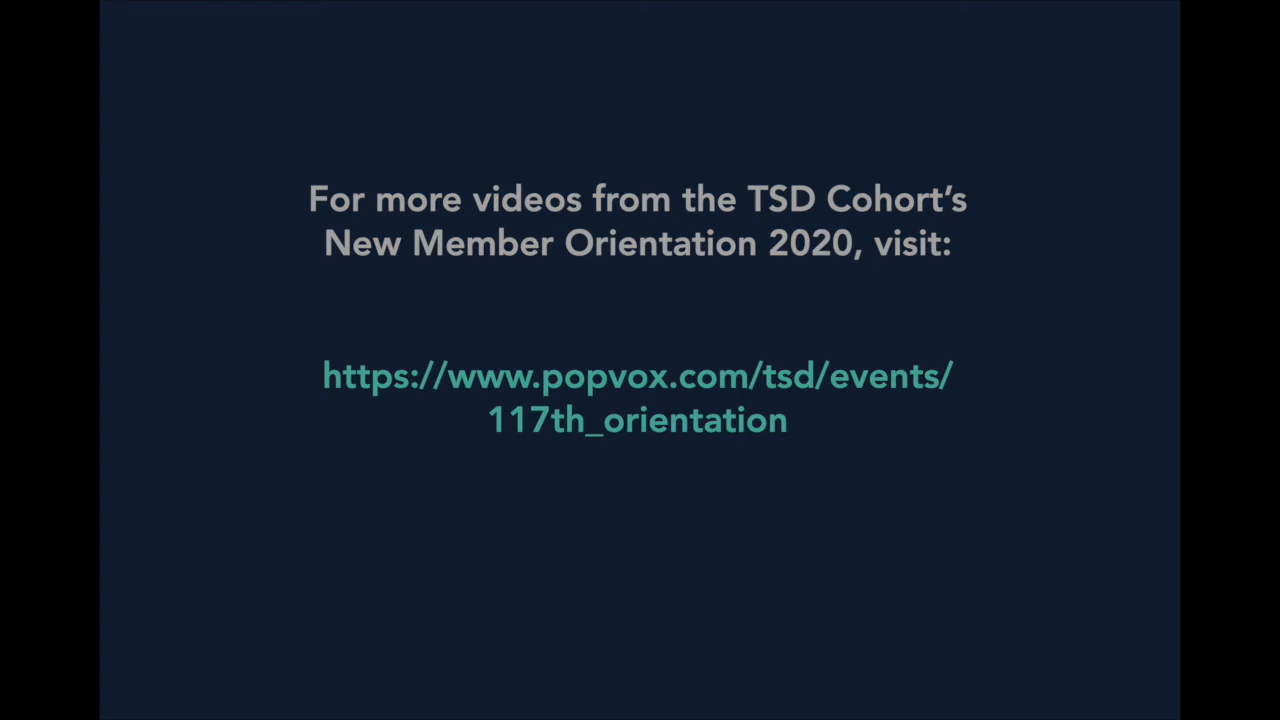 For more videos from the TSD Cohort’s
New Member Orientation 2020, visit:
https://www.popvox.com/tsd/events/
117th_orientation